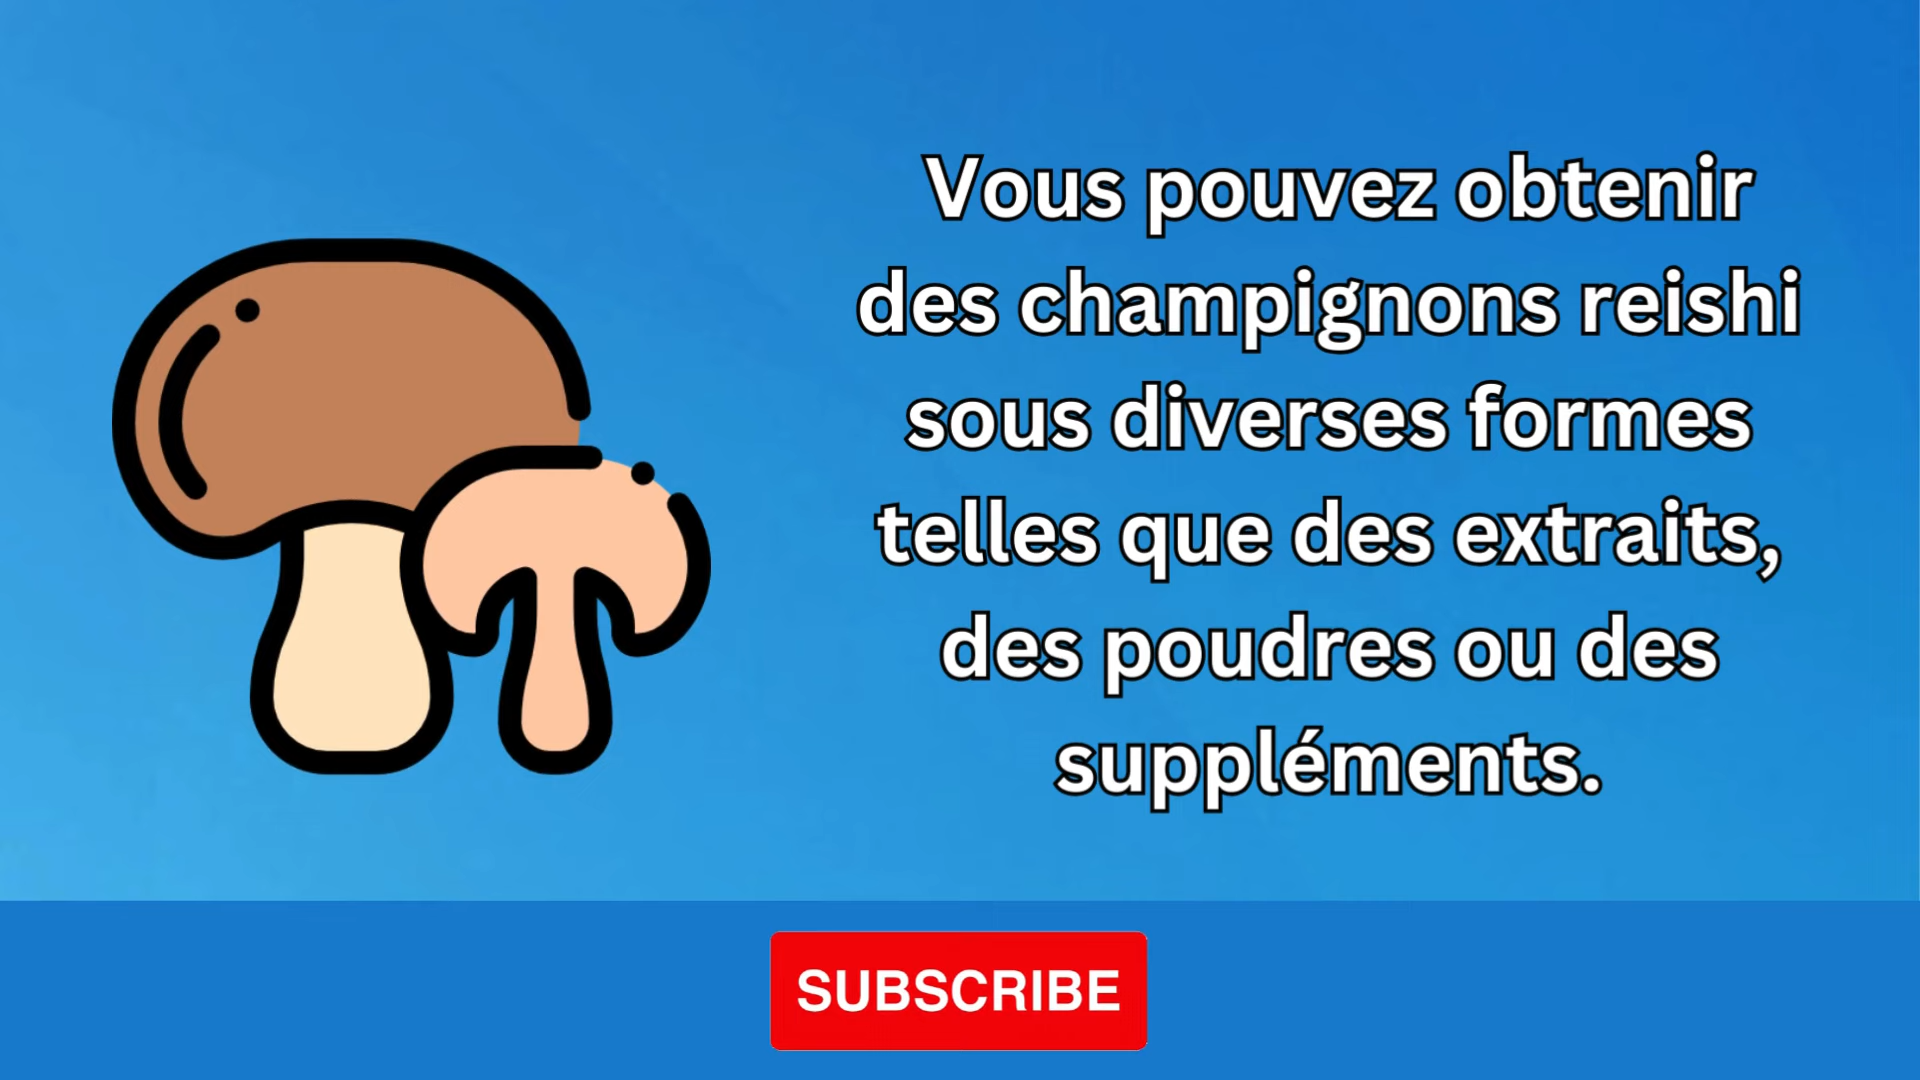 Vous pouvez obtenir
des champignons reishi
sous diverses formes
telles que des extraits,
des poudres ou des
suppléments.
SUBSCRIBE